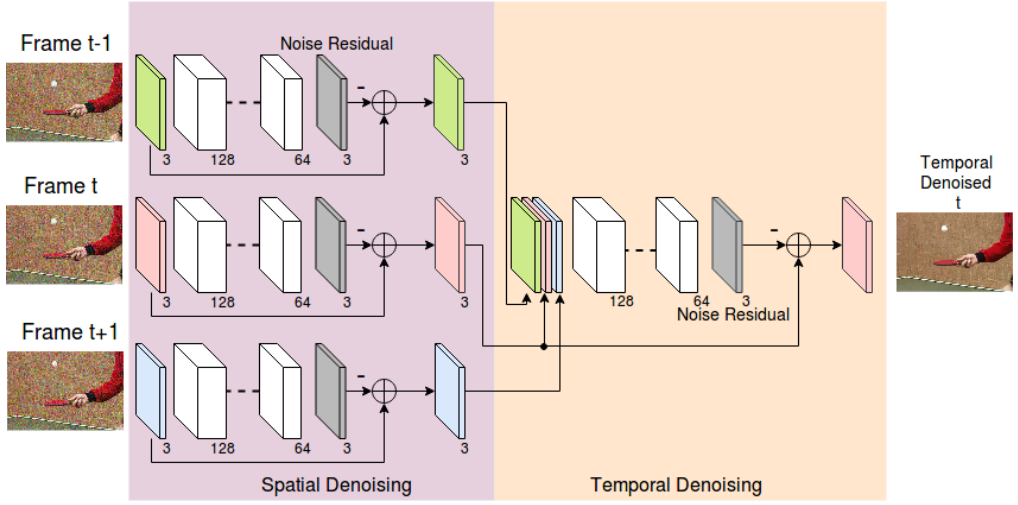 Frame t-1
Noise Residual
-
3
128
64
3
3
Frame t
-
3
128
64
3
3
Frame t+1
-
3
128
64
3
3
-
128
64
3
Noise Residual
Temporal
Denoised
t
Spatial Denoising
Temporal Denoising